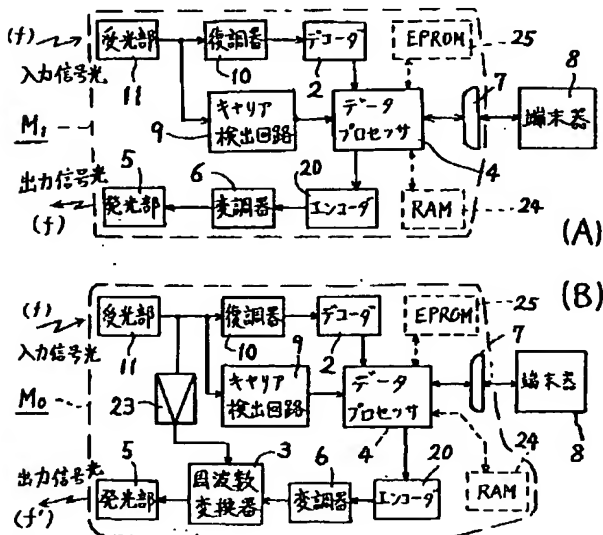 (f)
受光部
11
入力信号光
復調器
10
デコーダ
2
EPROM
25
キャリア
検出回路
9
データ
プロセッサ
4
7
8
端末器
M₁
出力信号光
(f)
5
発光部
6
変調器
20
エンコーダ
RAM
24
(A)
(B)
(f)
受光部
11
入力信号光
復調器
10
デコーダ
2
EPROM
25
キャリア
検出回路
9
データ
プロセッサ
4
7
端末器
8
M₀
23
出力信号光
(f')
5
発光部
3
周波数
変換器
6
変調器
20
エンコーダ
24
RAM